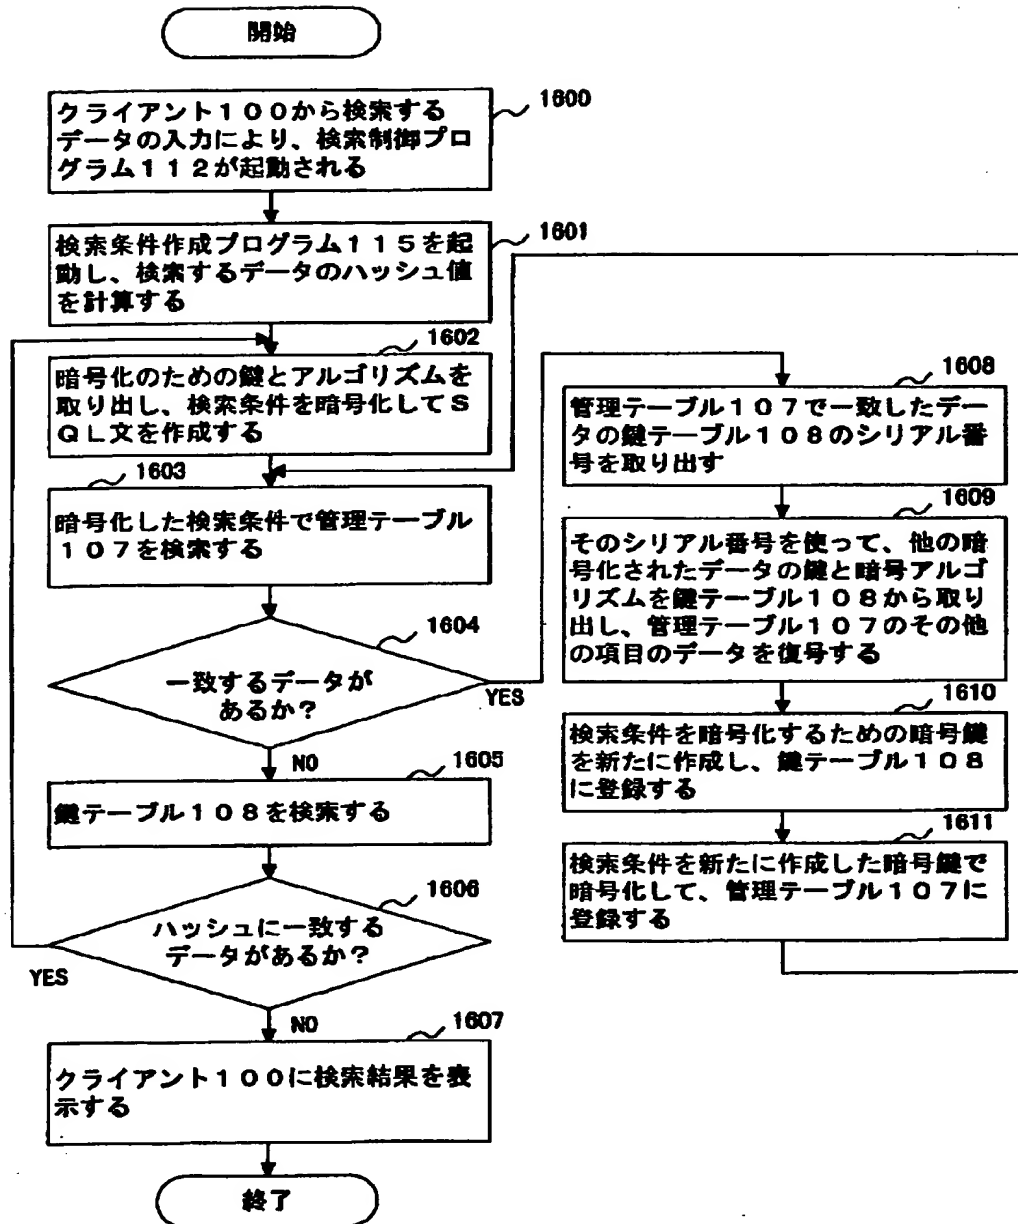 開始
1600
クライアント100から検索する
データの入力により、検索制御プロ
グラム112が起動される
1601
検索条件作成プログラム115を起
動し、検索するデータのハッシュ値
を計算する
1602
暗号化のための鍵とアルゴリズムを
取り出し、検索条件を暗号化してS
QL文を作成する
1603
暗号化した検索条件で管理テーブル
107を検索する
1604
一致するデータが
あるか?
YES
NO
1605
鍵テーブル108を検索する
1606
ハッシュに一致する
データがあるか?
YES
NO
1607
クライアント100に検索結果を表
示する
終了
1608
管理テーブル107で一致したデー
タの鍵テーブル108のシリアル番
号を取り出す
1609
そのシリアル番号を使って、他の暗
号化されたデータの鍵と暗号アルゴ
リズムを鍵テーブル108から取り
出し、管理テーブル107のその他
の項目のデータを復号する
1610
検索条件を暗号化するための暗号鍵
を新たに作成し、鍵テーブル108
に登録する
1611
検索条件を新たに作成した暗号鍵で
暗号化して、管理テーブル107に
登録する